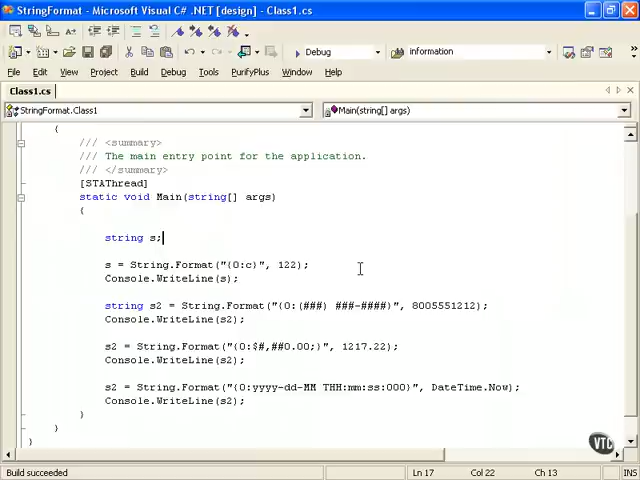 StringFormat - Microsoft Visual C# .NET [design] - Class1.cs
Debug
information
File Edit View Project Build Debug Tools PurifyPlus Window Help
Class1.cs
StringFormat.Class1
Main(string[] args)
{
/// <summary>
/// The main entry point for the application.
/// </summary>
[STAThread]
static void Main(string[] args)
{
string s;
s = String.Format("{0:c}", 122);
Console.WriteLine(s);
string s2 = String.Format("{0:(###) ###-####}", 8005551212);
Console.WriteLine(s2);
s2 = String.Format("{0:$#,##0.00;}", 1217.22);
Console.WriteLine(s2);
s2 = String.Format("{0:yyyy-dd-MM THH:mm:ss:000}", DateTime.Now);
Console.WriteLine(s2);
}
}
}
VTC
Build succeeded
Ln 17
Col 22
Ch 13
INS